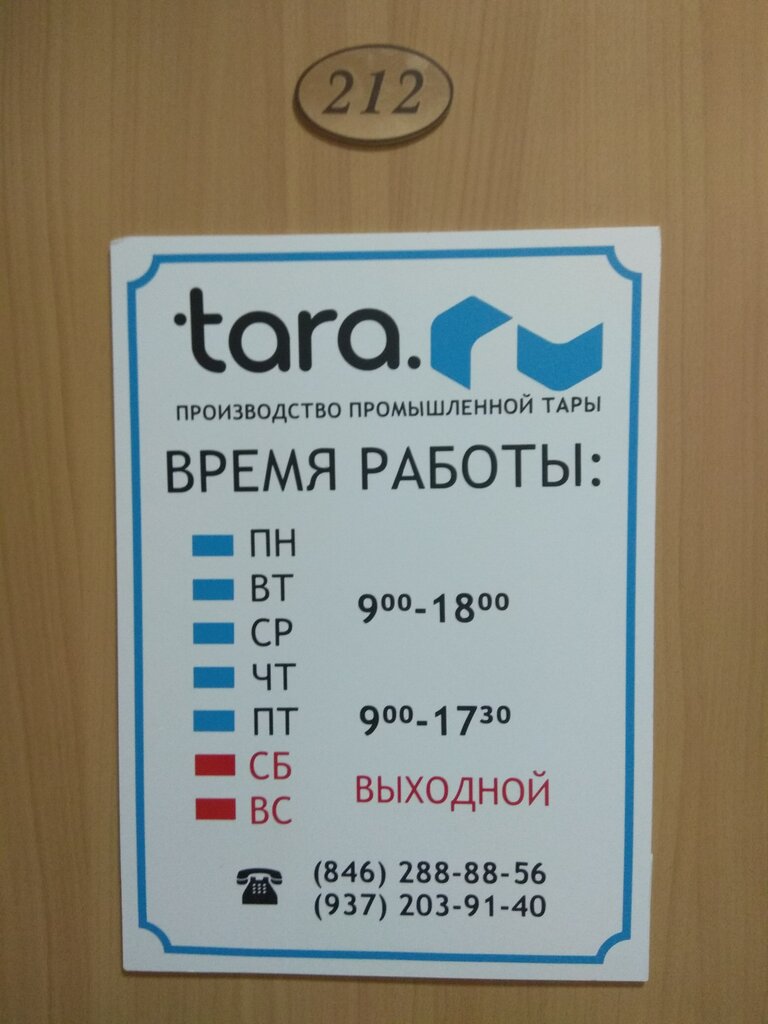 212
tara.ru
ПРОИЗВОДСТВО ПРОМЫШЛЕННОЙ ТАРЫ
ВРЕМЯ РАБОТЫ:
ПН
ВТ
СР
9⁰⁰-18⁰⁰
ЧТ
ПТ 9⁰⁰-17³⁰
СБ
ВС
ВЫХОДНОЙ
(846) 288-88-56
(937) 203-91-40